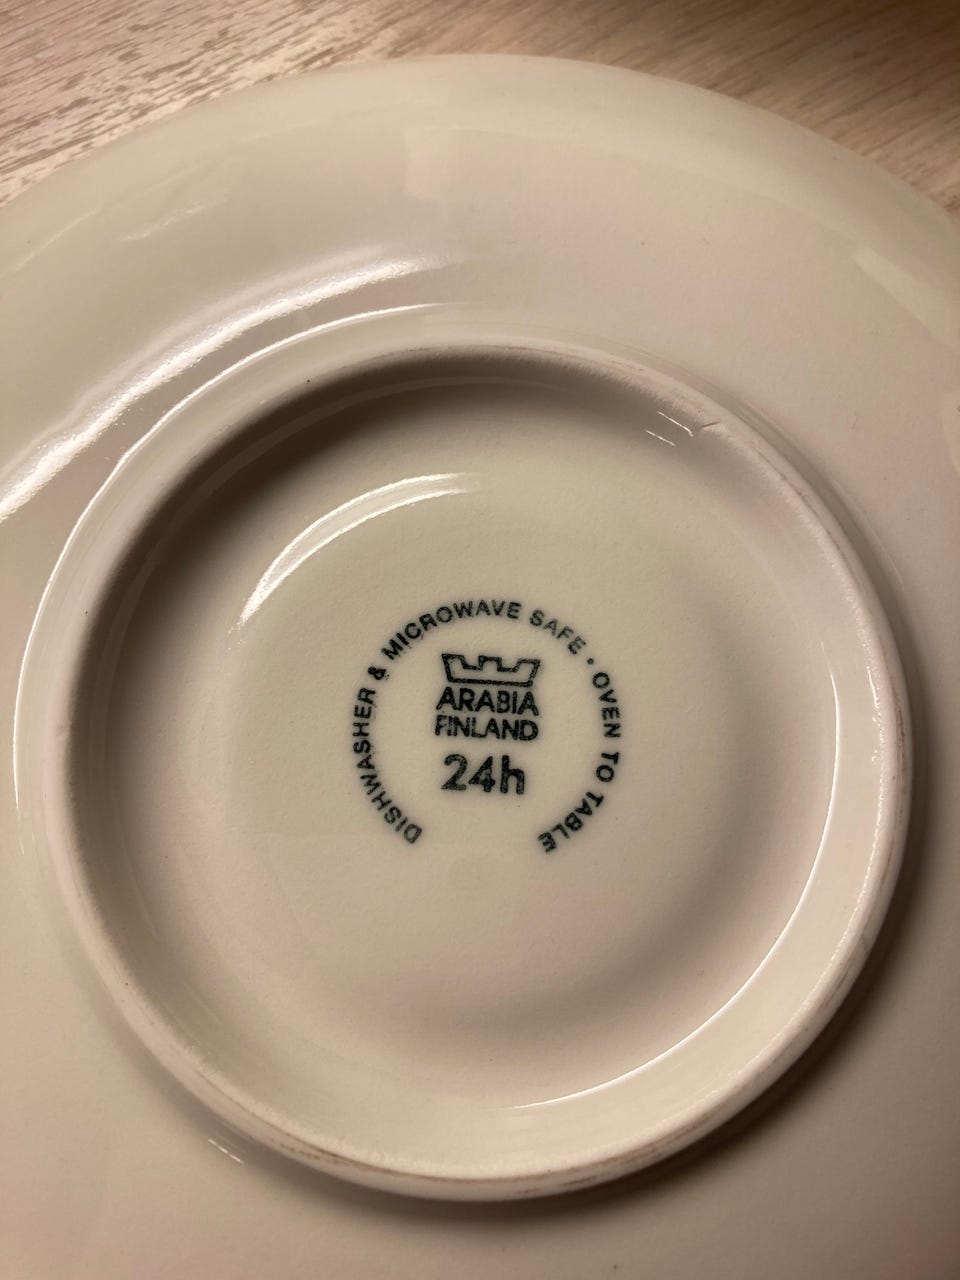 DISHWASHER & MICROWAVE SAFE · OVEN TO TABLE
ARABIA
FINLAND
24h